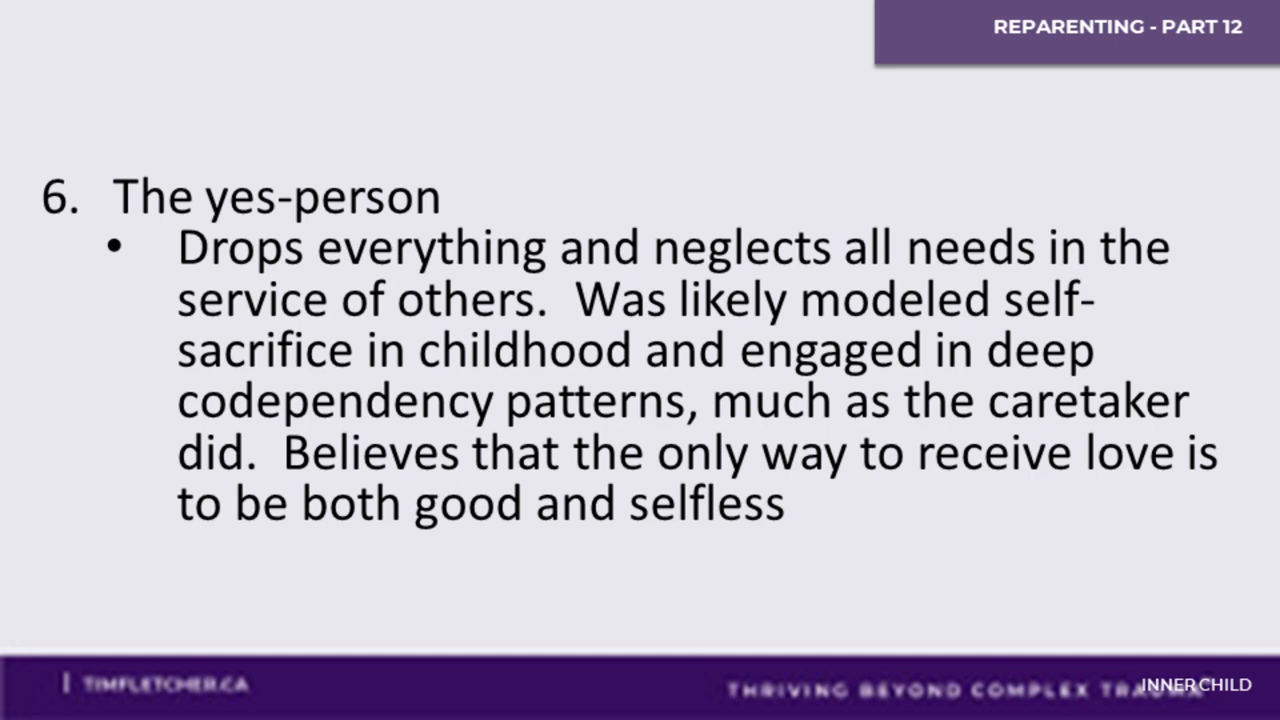 REPARENTING - PART 12
6. The yes-person
• Drops everything and neglects all needs in the
service of others.  Was likely modeled self-
sacrifice in childhood and engaged in deep
codependency patterns, much as the caretaker
did.  Believes that the only way to receive love is
to be both good and selfless
| TIMFLETCHER.CA
THRIVING BEYOND COMPLEX
INNER CHILD